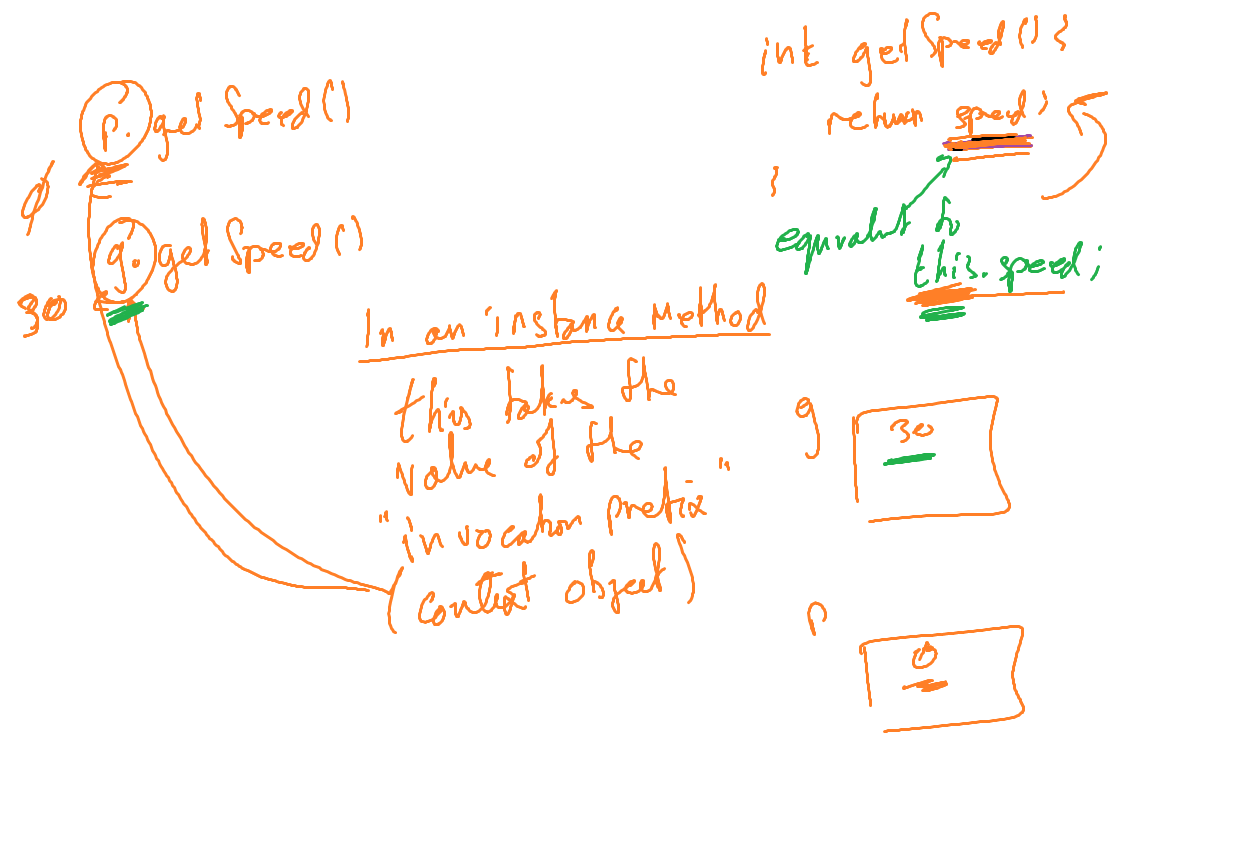 int getSpeed() {
return speed;
}
equivalent to
this.speed;
p.getSpeed()
0
q.getSpeed()
30
In an instance Method
this takes the
value of the
"invocation prefix"
(context object)
q
30
p
0